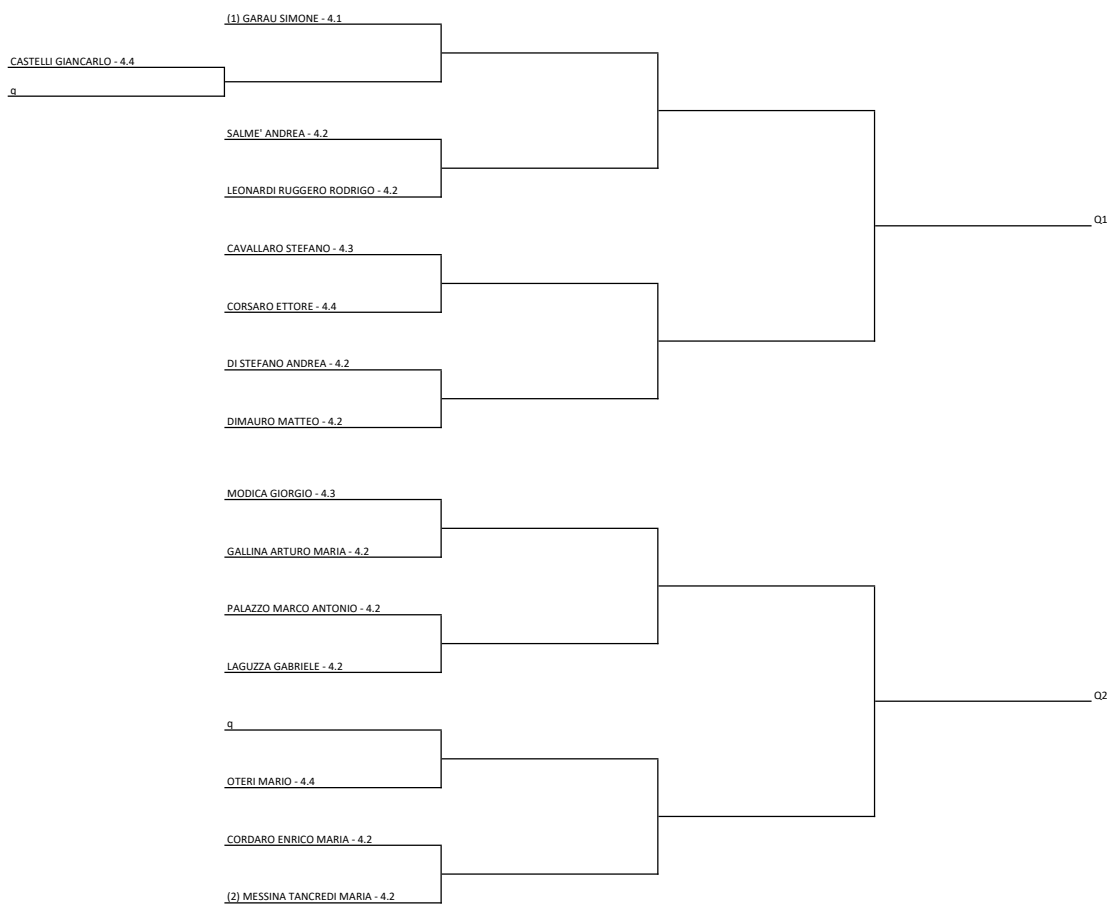 (1) GARAU SIMONE - 4.1
CASTELLI GIANCARLO - 4.4
q
SALME' ANDREA - 4.2
LEONARDI RUGGERO RODRIGO - 4.2
Q1
CAVALLARO STEFANO - 4.3
CORSARO ETTORE - 4.4
DI STEFANO ANDREA - 4.2
DIMAURO MATTEO - 4.2
MODICA GIORGIO - 4.3
GALLINA ARTURO MARIA - 4.2
PALAZZO MARCO ANTONIO - 4.2
LAGUZZA GABRIELE - 4.2
Q2
q
OTERI MARIO - 4.4
CORDARO ENRICO MARIA - 4.2
(2) MESSINA TANCREDI MARIA - 4.2